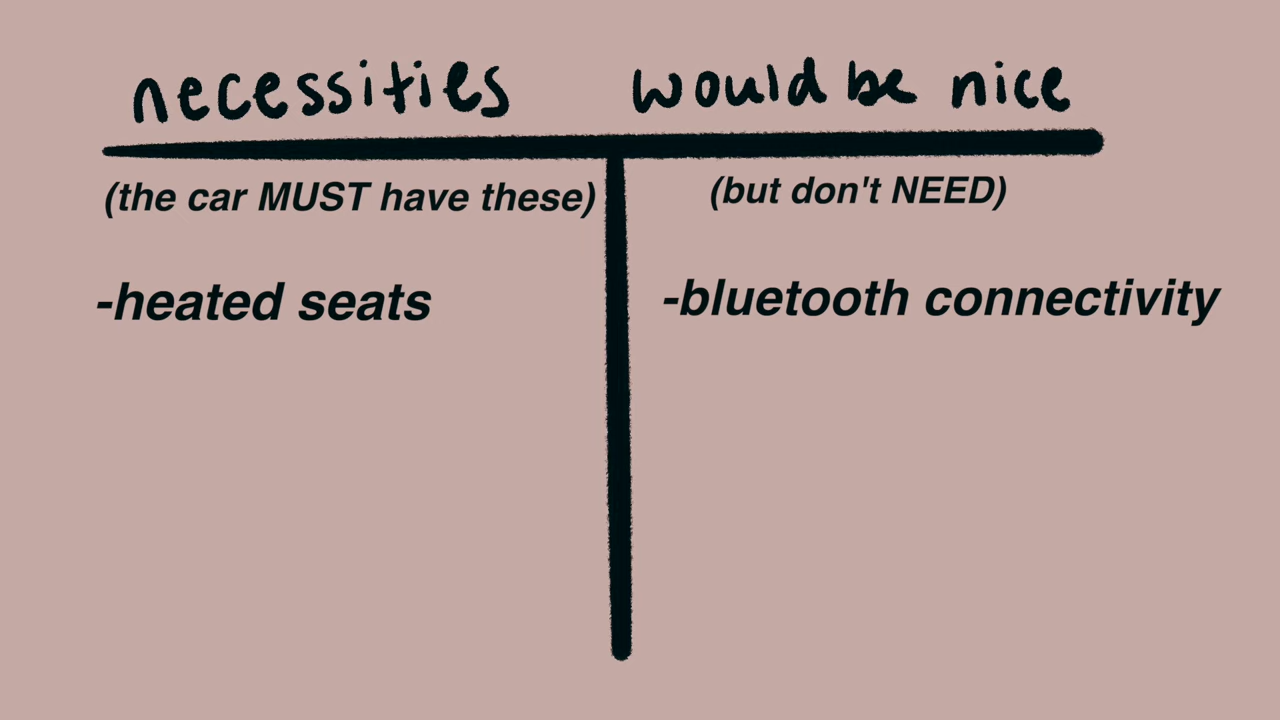 necessities
would be nice
(the car MUST have these)
(but don't NEED)
-heated seats
-bluetooth connectivity